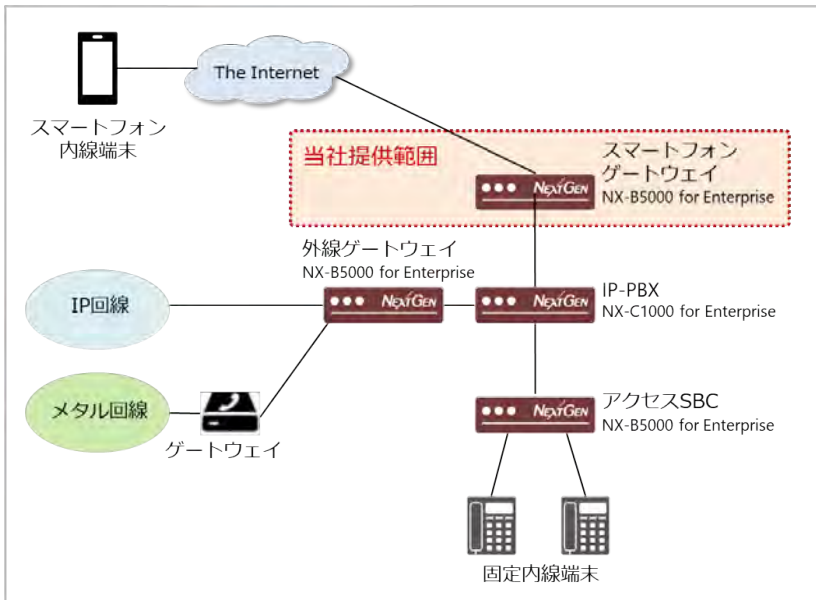 The Internet
スマートフォン
内線端末
当社提供範囲
スマートフォン
ゲートウェイ
NX-B5000 for Enterprise
NEXTGEN
外線ゲートウェイ
NX-B5000 for Enterprise
IP回線
NEXTGEN
NEXTGEN
IP-PBX
NX-C1000 for Enterprise
メタル回線
ゲートウェイ
NEXTGEN
アクセスSBC
NX-B5000 for Enterprise
固定内線端末